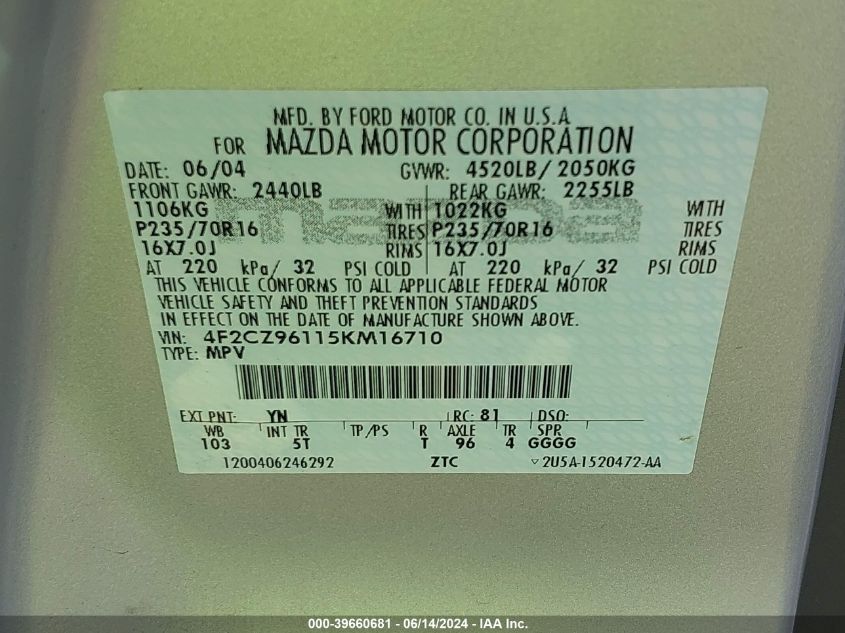 MFD. BY FORD MOTOR CO. IN U.S.A
FOR MAZDA MOTOR CORPORATION
DATE: 06/04 GVWR: 4520LB/ 2050KG
FRONT GAWR: 2440LB REAR GAWR: 2255LB
1106KG WITH 1022KG WITH
P235/70R16 TIRES P235/70R16 TIRES
16X7.0J RIMS 16X7.0J RIMS
AT 220 kPa/ 32 PSI COLD AT 220 kPa/ 32 PSI COLD
THIS VEHICLE CONFORMS TO ALL APPLICABLE FEDERAL MOTOR
VEHICLE SAFETY AND THEFT PREVENTION STANDARDS
IN EFFECT ON THE DATE OF MANUFACTURE SHOWN ABOVE.
VIN: 4F2CZ96115KM16710
TYPE: MPV
EXT PNT: YN RC: 81 DSO:
WB INT TR TP/PS R AXLE TR SPR
103 5T T 96 4 GGGG
1200406246292 ZTC 2U5A-1520472-AA
mazda
000-39660681 - 06/14/2024 - IAA Inc.